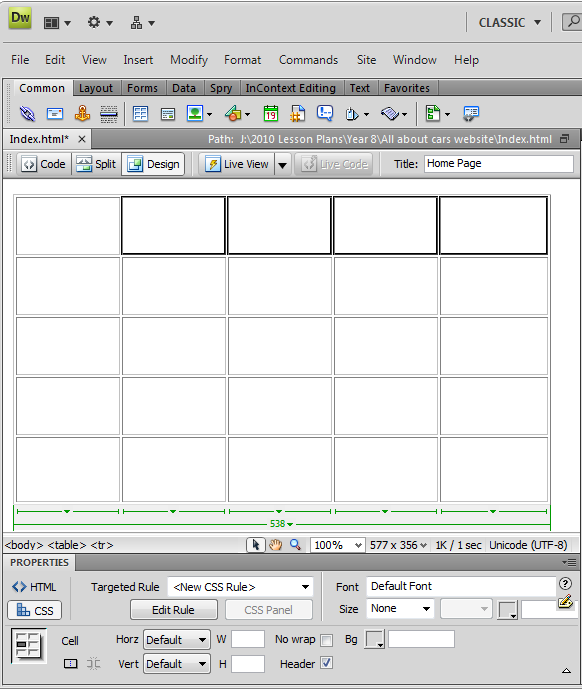 Dw CLASSIC
File Edit View Insert Modify Format Commands Site Window Help
Common Layout Forms Data Spry InContext Editing Text Favorites
Index.html* Path: J:\2010 Lesson Plans\Year 8\All about cars website\Index.html
Code Split Design Live View Live Code Title: Home Page
538
<body> <table> <tr> 100% 577 x 356 1K / 1 sec Unicode (UTF-8)
PROPERTIES
HTML Targeted Rule <New CSS Rule> Font Default Font
CSS Edit Rule CSS Panel Size None
Cell Horz Default W No wrap Bg
Vert Default H Header